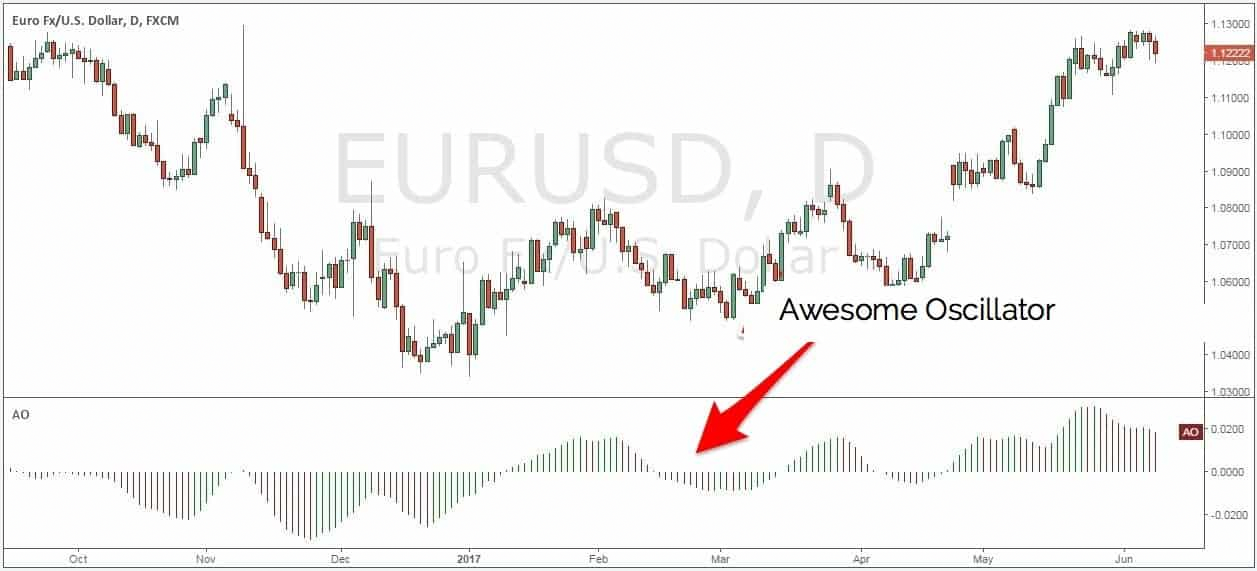 Euro Fx/U.S. Dollar, D, FXCM
EURUSD, D
Euro Fx/U.S. Dollar
Awesome Oscillator
1.13000
1.12222
1.12000
1.11000
1.10000
1.09000
1.08000
1.07000
1.06000
1.04000
1.03000
AO
AO
0.0200
0.0000
-0.0200
Oct Nov Dec 2017 Feb Mar Apr May Jun